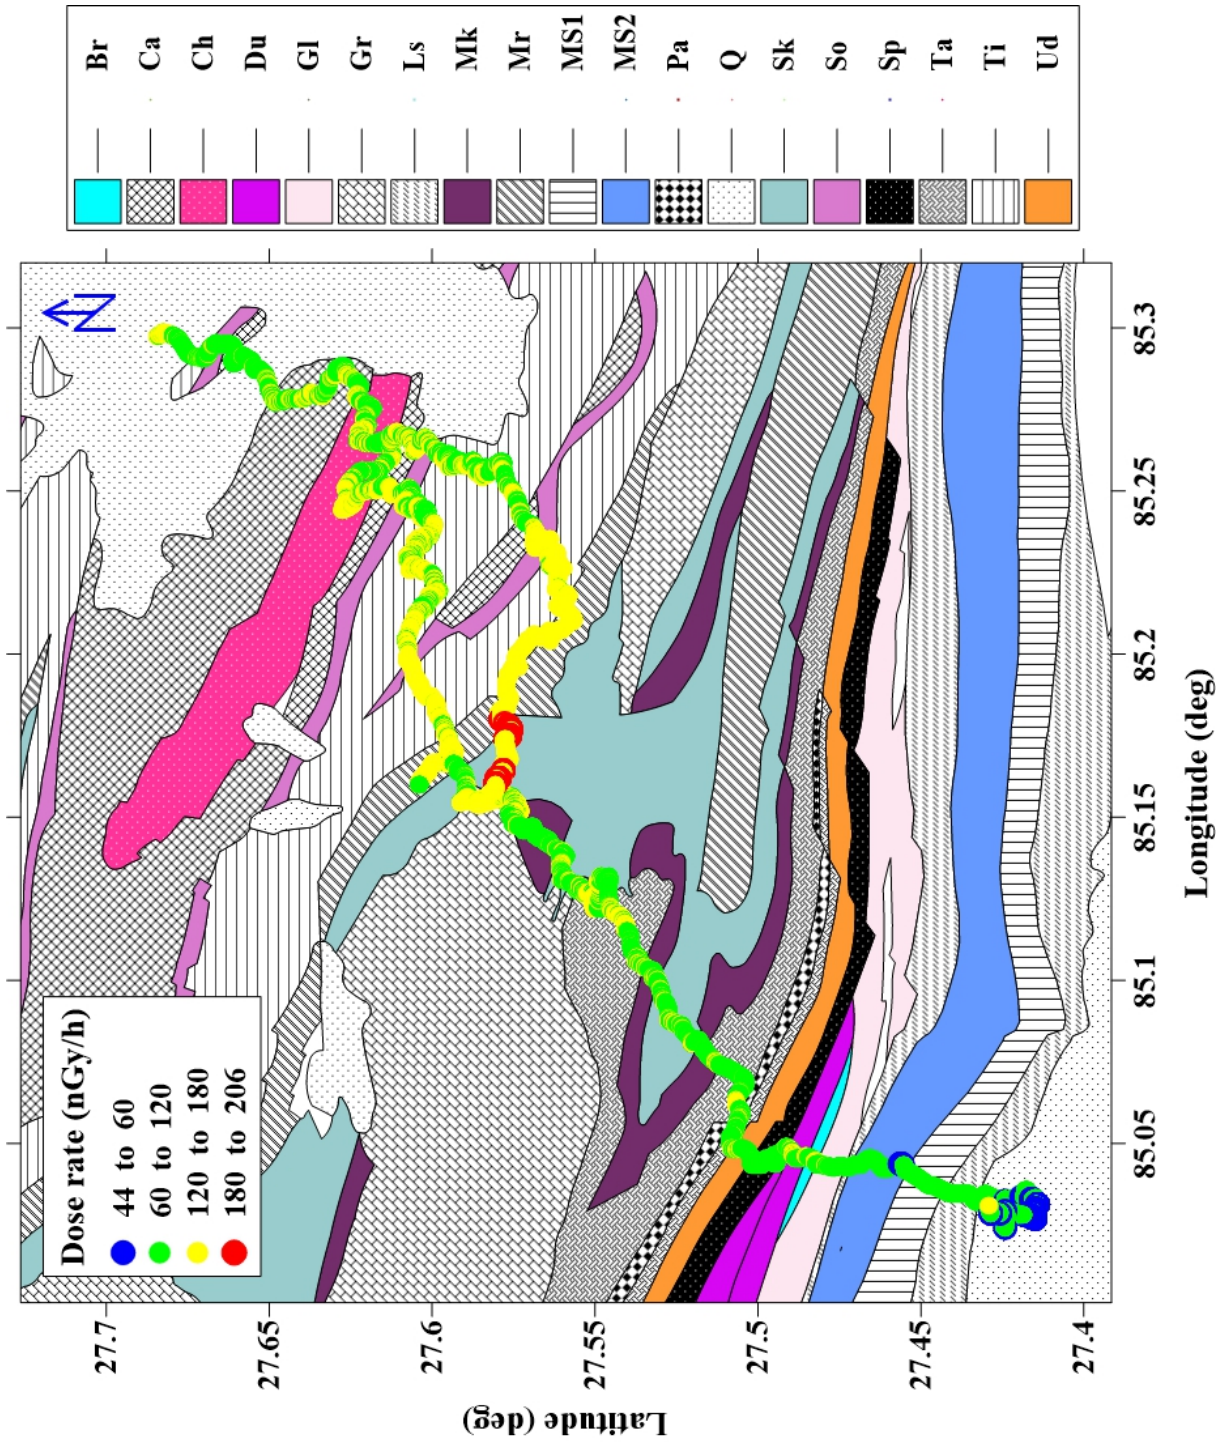 Br
Ca
Ch
Du
Gl
Gr
Ls
Mk
Mr
MS1
MS2
Pa
Q
Sk
So
Sp
Ta
Ti
Ud
N
Dose rate (nGy/h)
44 to 60
60 to 120
120 to 180
180 to 206
85.3
85.25
85.2
85.15
85.1
85.05
Longitude (deg)
27.7
27.65
27.6
27.55
27.5
27.45
27.4
Latitude (deg)